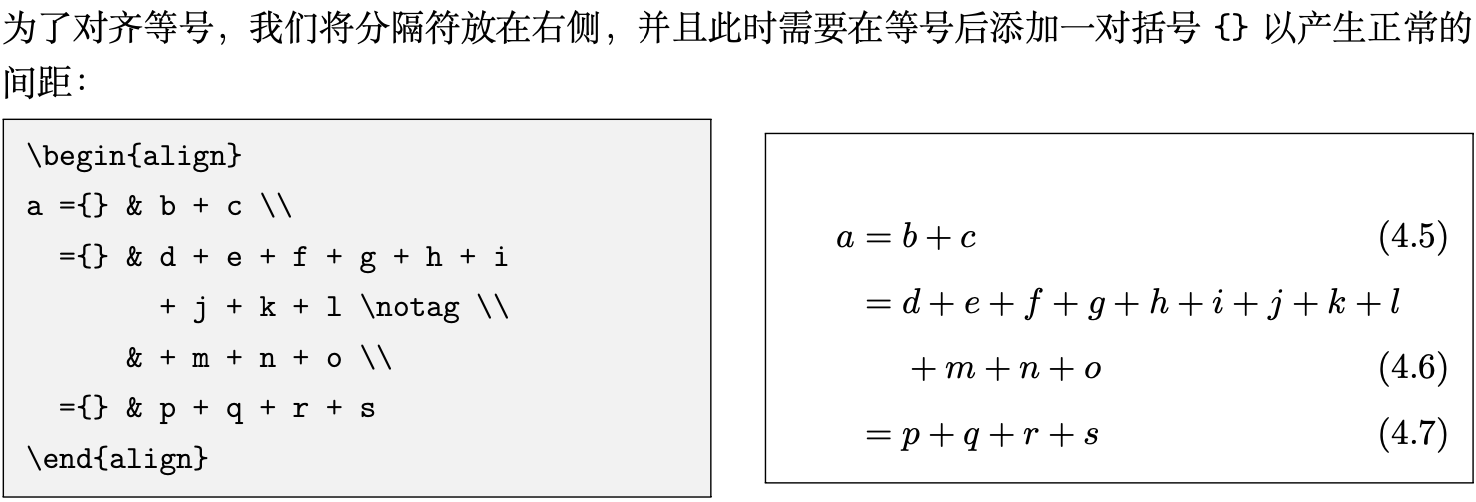 为了对齐等号，我们将分隔符放在右侧，并且此时需要在等号后添加一对括号 {} 以产生正常的
间距：
\begin{align}
a ={} & b + c \\
={} & d + e + f + g + h + i
+ j + k + l \notag \\
& + m + n + o \\
={} & p + q + r + s
\end{align}
a = b + c (4.5)
= d + e + f + g + h + i + j + k + l
+ m + n + o (4.6)
= p + q + r + s (4.7)